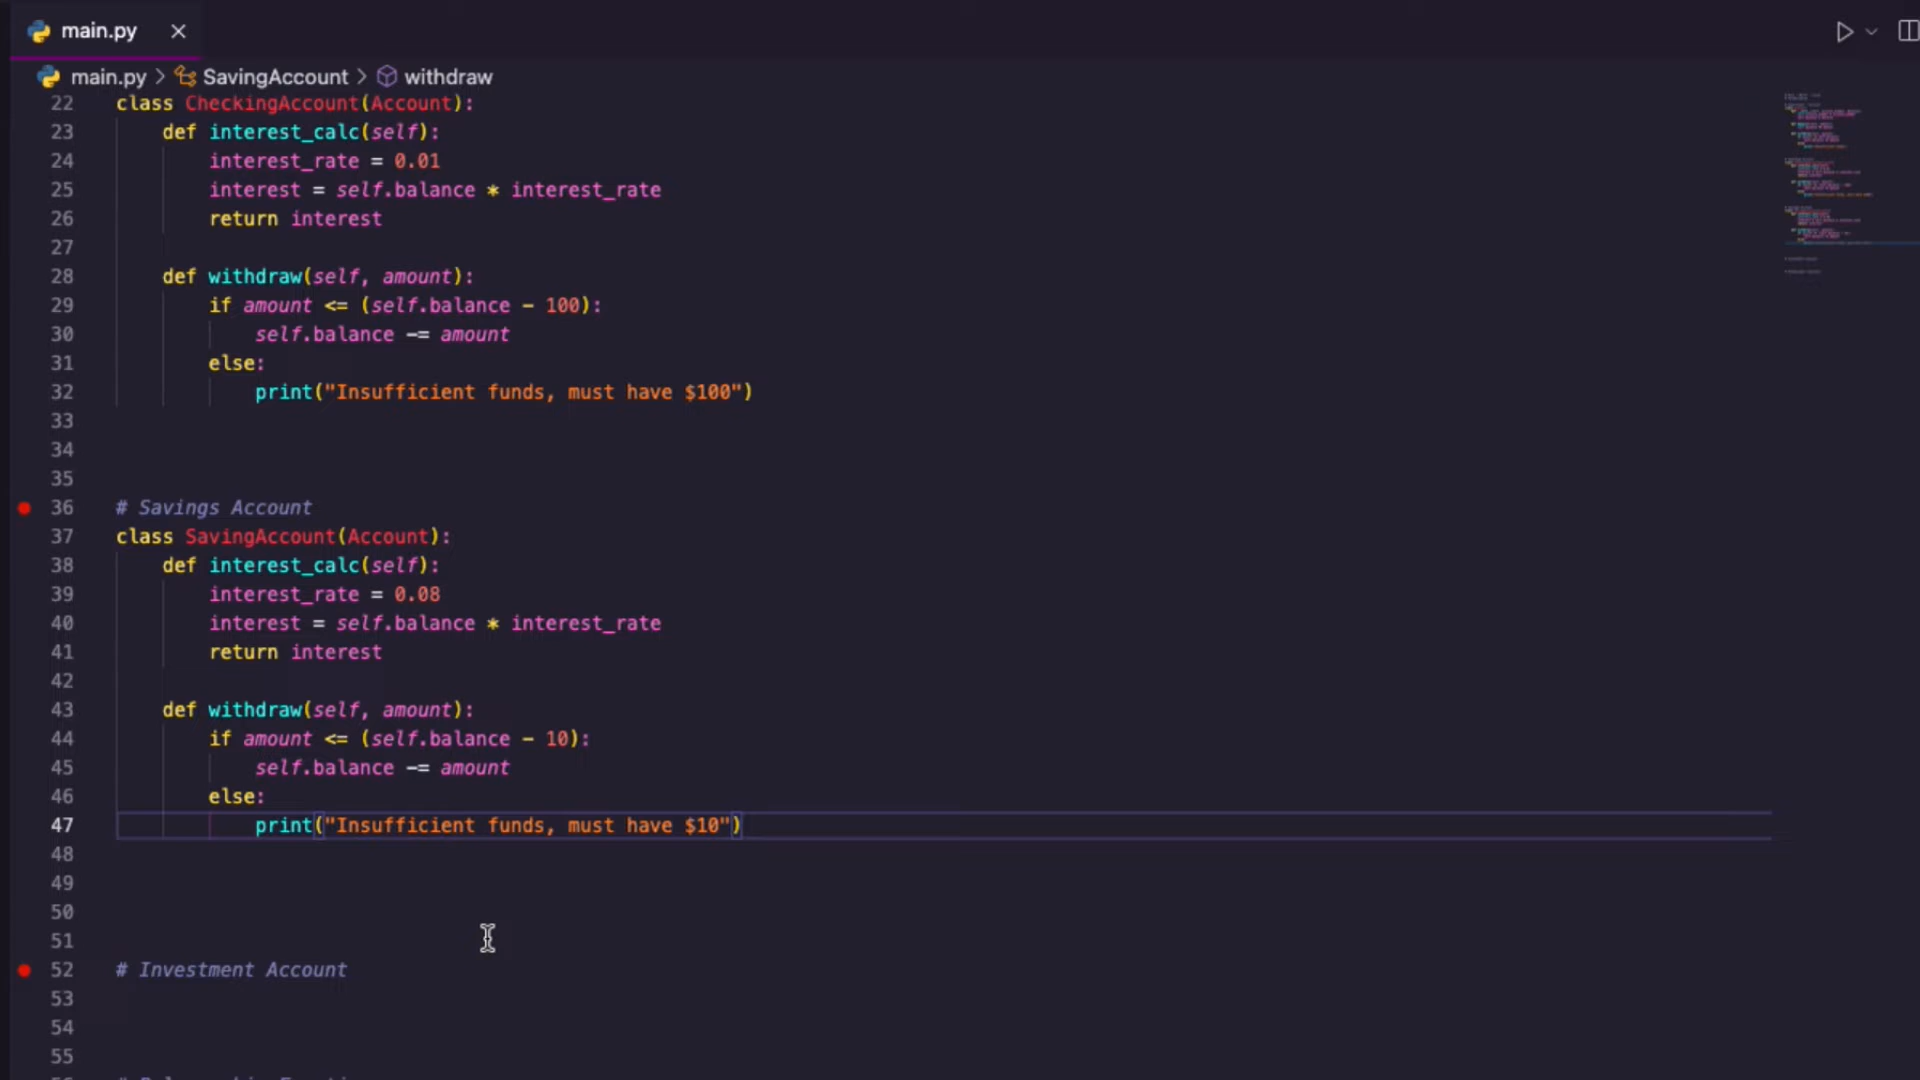 main.py
main.py > SavingAccount > withdraw
22 class CheckingAccount(Account):
23     def interest_calc(self):
24         interest_rate = 0.01
25         interest = self.balance * interest_rate
26         return interest
27
28     def withdraw(self, amount):
29         if amount <= (self.balance - 100):
30             self.balance -= amount
31         else:
32             print("Insufficient funds, must have $100")
33
34
35
36 # Savings Account
37 class SavingAccount(Account):
38     def interest_calc(self):
39         interest_rate = 0.08
40         interest = self.balance * interest_rate
41         return interest
42
43     def withdraw(self, amount):
44         if amount <= (self.balance - 10):
45             self.balance -= amount
46         else:
47             print("Insufficient funds, must have $10")
48
49
50
51
52 # Investment Account
53
54
55